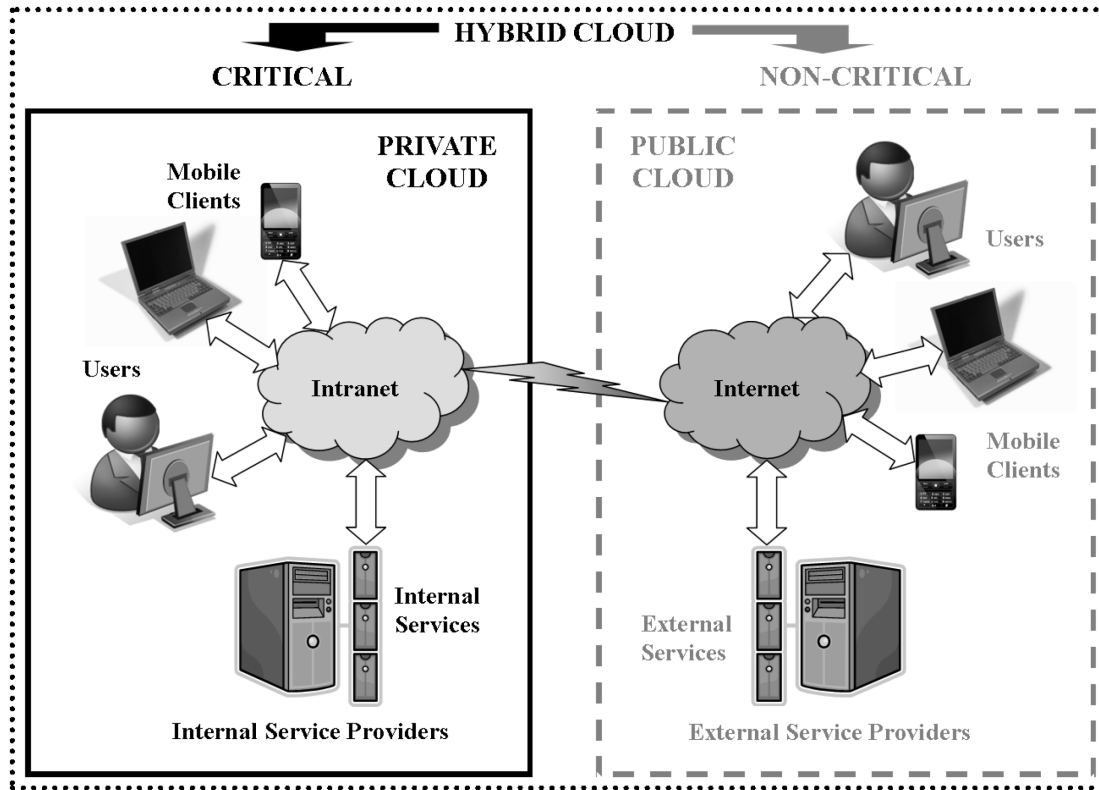 HYBRID CLOUD
CRITICAL
NON-CRITICAL
PRIVATE
CLOUD
Mobile
Clients
Users
Intranet
Internal
Services
Internal Service Providers
PUBLIC
CLOUD
Users
Internet
Mobile
Clients
External
Services
External Service Providers